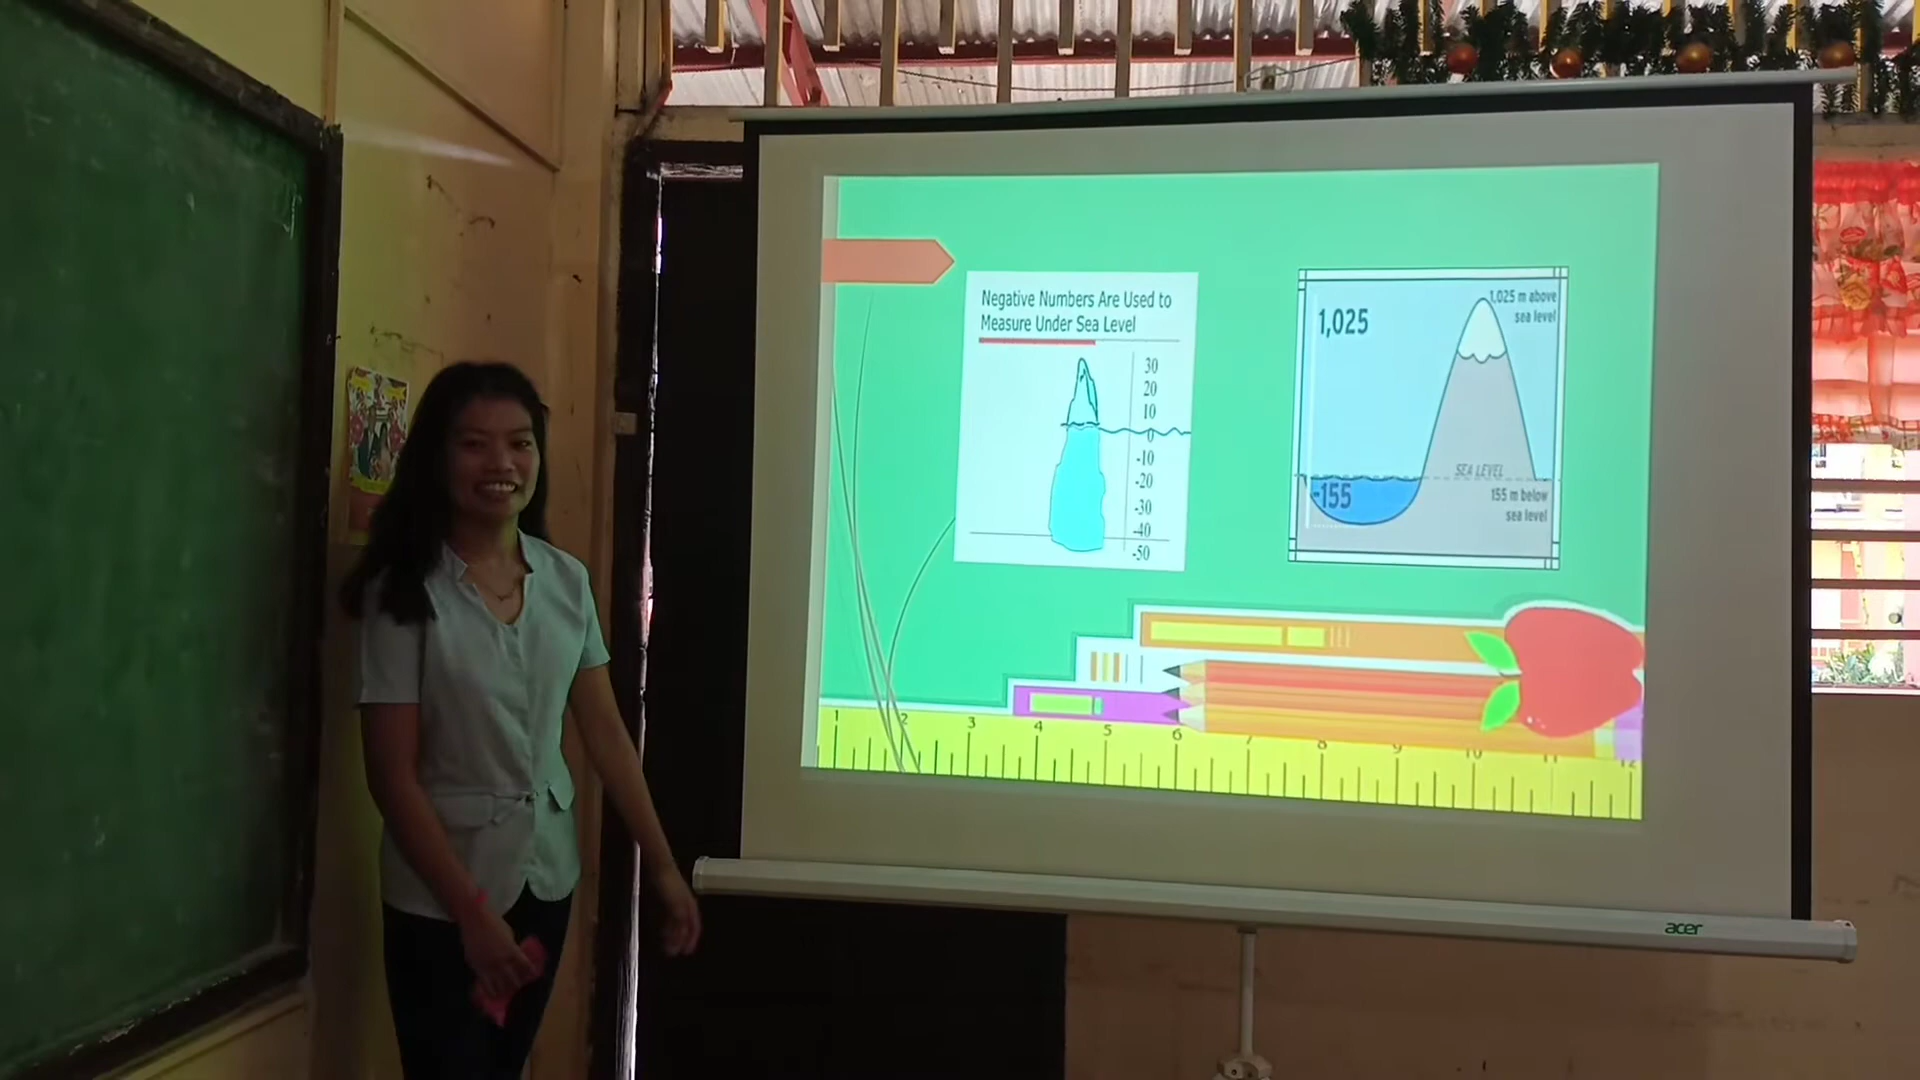 Negative Numbers Are Used to
Measure Under Sea Level
30
20
10
0
-10
-20
-30
-40
-50
1,025
1,025 m above
sea level
SEA LEVEL
-155
155 m below
sea level
1 2 3 4 5 6 7 8 9 10 11 12
acer